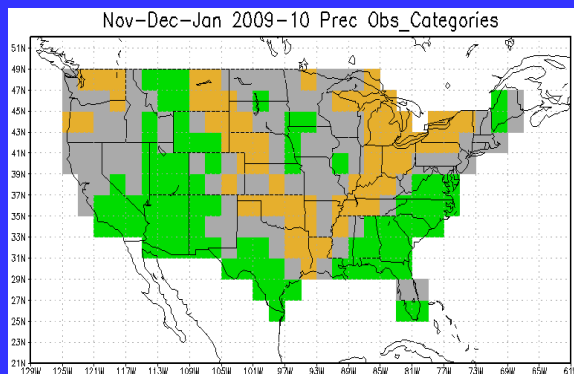 Nov-Dec-Jan 2009-10 Prec Obs_Categories
51N
49N
47N
45N
43N
41N
39N
37N
35N
33N
31N
29N
27N
25N
23N
21N
129W 125W 121W 117W 113W 109W 105W 101W 97W 93W 89W 85W 81W 77W 73W 69W 65W 61W